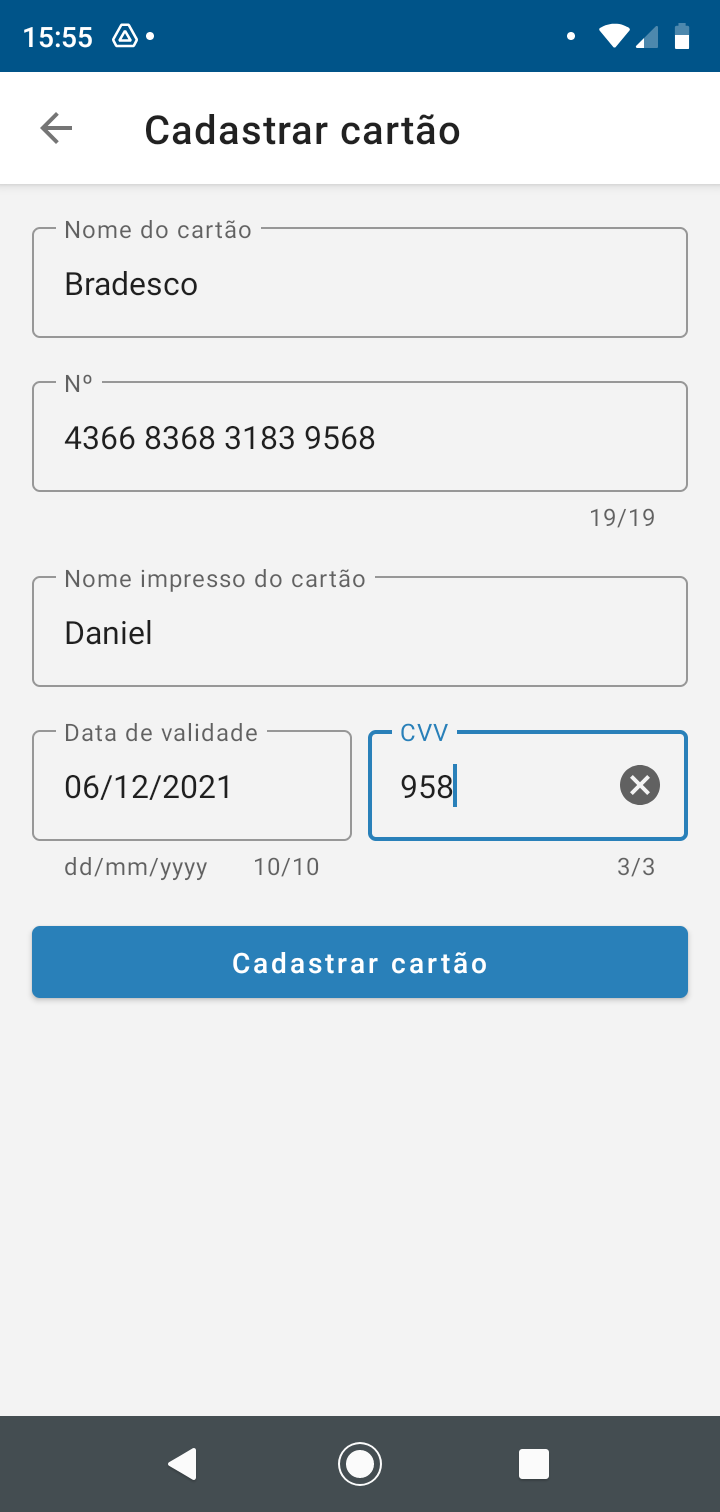 15:55
Cadastrar cartão
Nome do cartão
Bradesco
Nº
4366 8368 3183 9568
19/19
Nome impresso do cartão
Daniel
Data de validade CVV
06/12/2021 958
dd/mm/yyyy 10/10 3/3
Cadastrar cartão